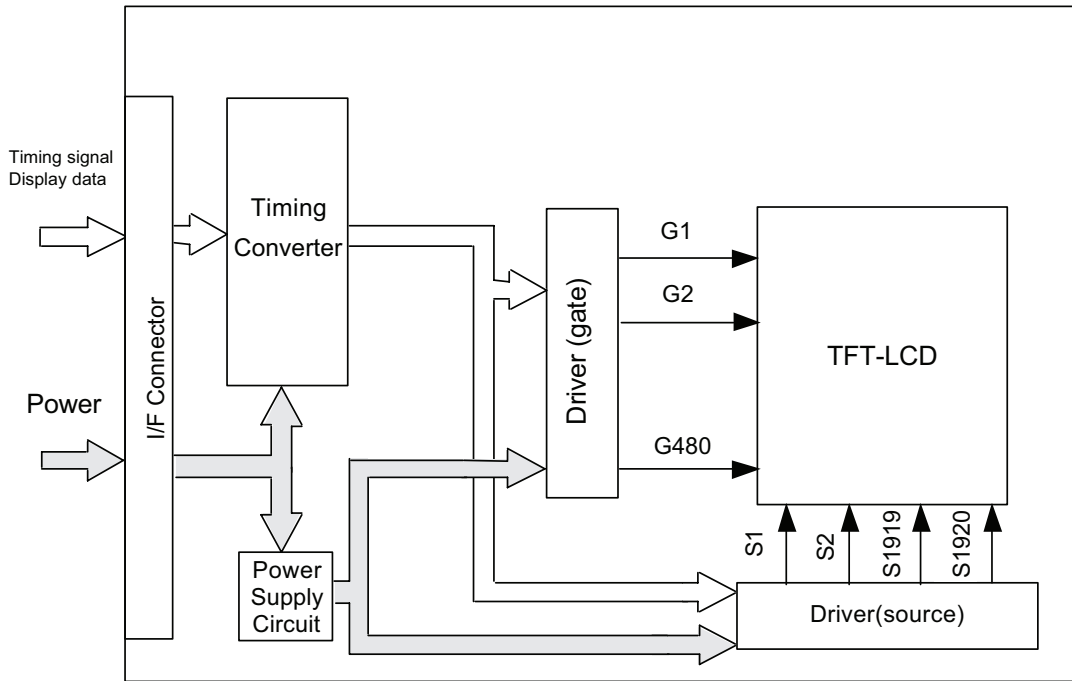 Timing signal
Display data
Power
I/F Connector
Timing
Converter
Power
Supply
Circuit
Driver (gate)
G1
G2
G480
TFT-LCD
S1
S2
S1919
S1920
Driver(source)